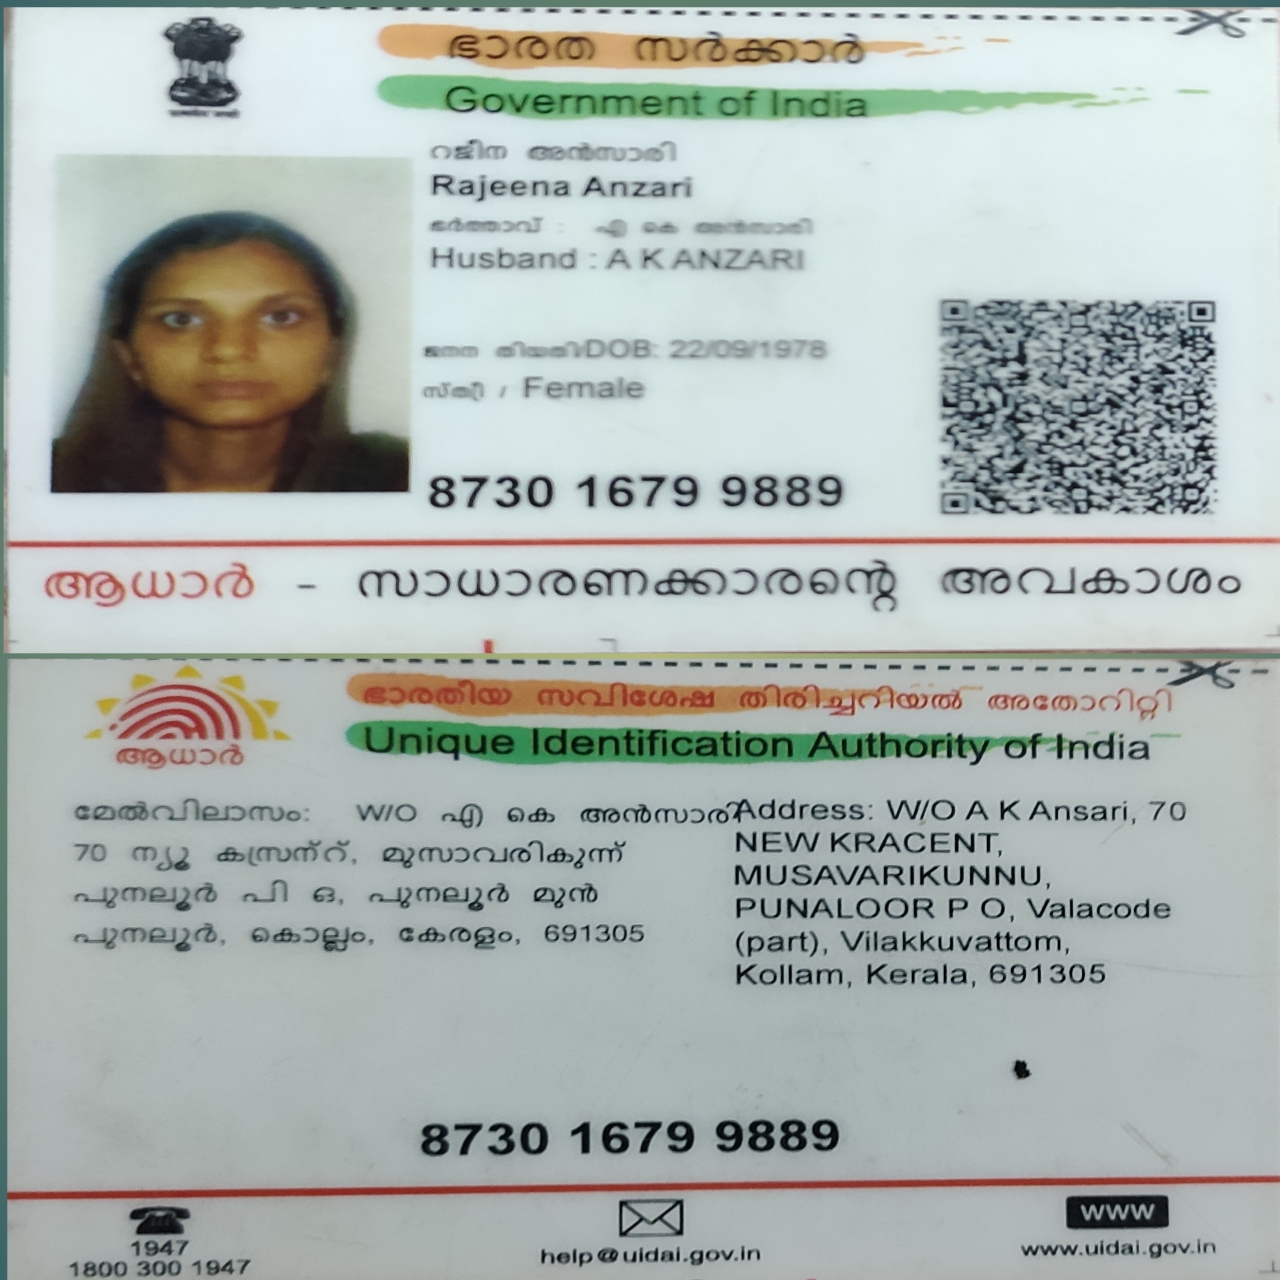 ഭാരത സർക്കാർ
Government of India
റജീന അൻസാരി
Rajeena Anzari
ഭർത്താവ് : എ കെ അൻസാരി
Husband : A K ANZARI
ജനന തിയതി/DOB: 22/09/1978
സ്ത്രീ / Female
8730 1679 9889
ആധാർ - സാധാരണക്കാരന്റെ അവകാശം
ഭാരതീയ സവിശേഷ തിരിച്ചറിയൽ അതോറിറ്റി
Unique Identification Authority of India
ആധാർ
മേൽവിലാസം: W/O എ കെ അൻസാരി
70 ന്യൂ ക്രസന്റ്, മുസാവരികുന്ന്
പുനലൂർ പി ഒ, പുനലൂർ മുൻ
പുനലൂർ, കൊല്ലം, കേരളം, 691305
Address: W/O A K Ansari, 70
NEW KRACENT,
MUSAVARIKUNNU,
PUNALOOR P O, Valacode
(part), Vilakkuvattom,
Kollam, Kerala, 691305
8730 1679 9889
1947
1800 300 1947
help@uidai.gov.in
www
www.uidai.gov.in